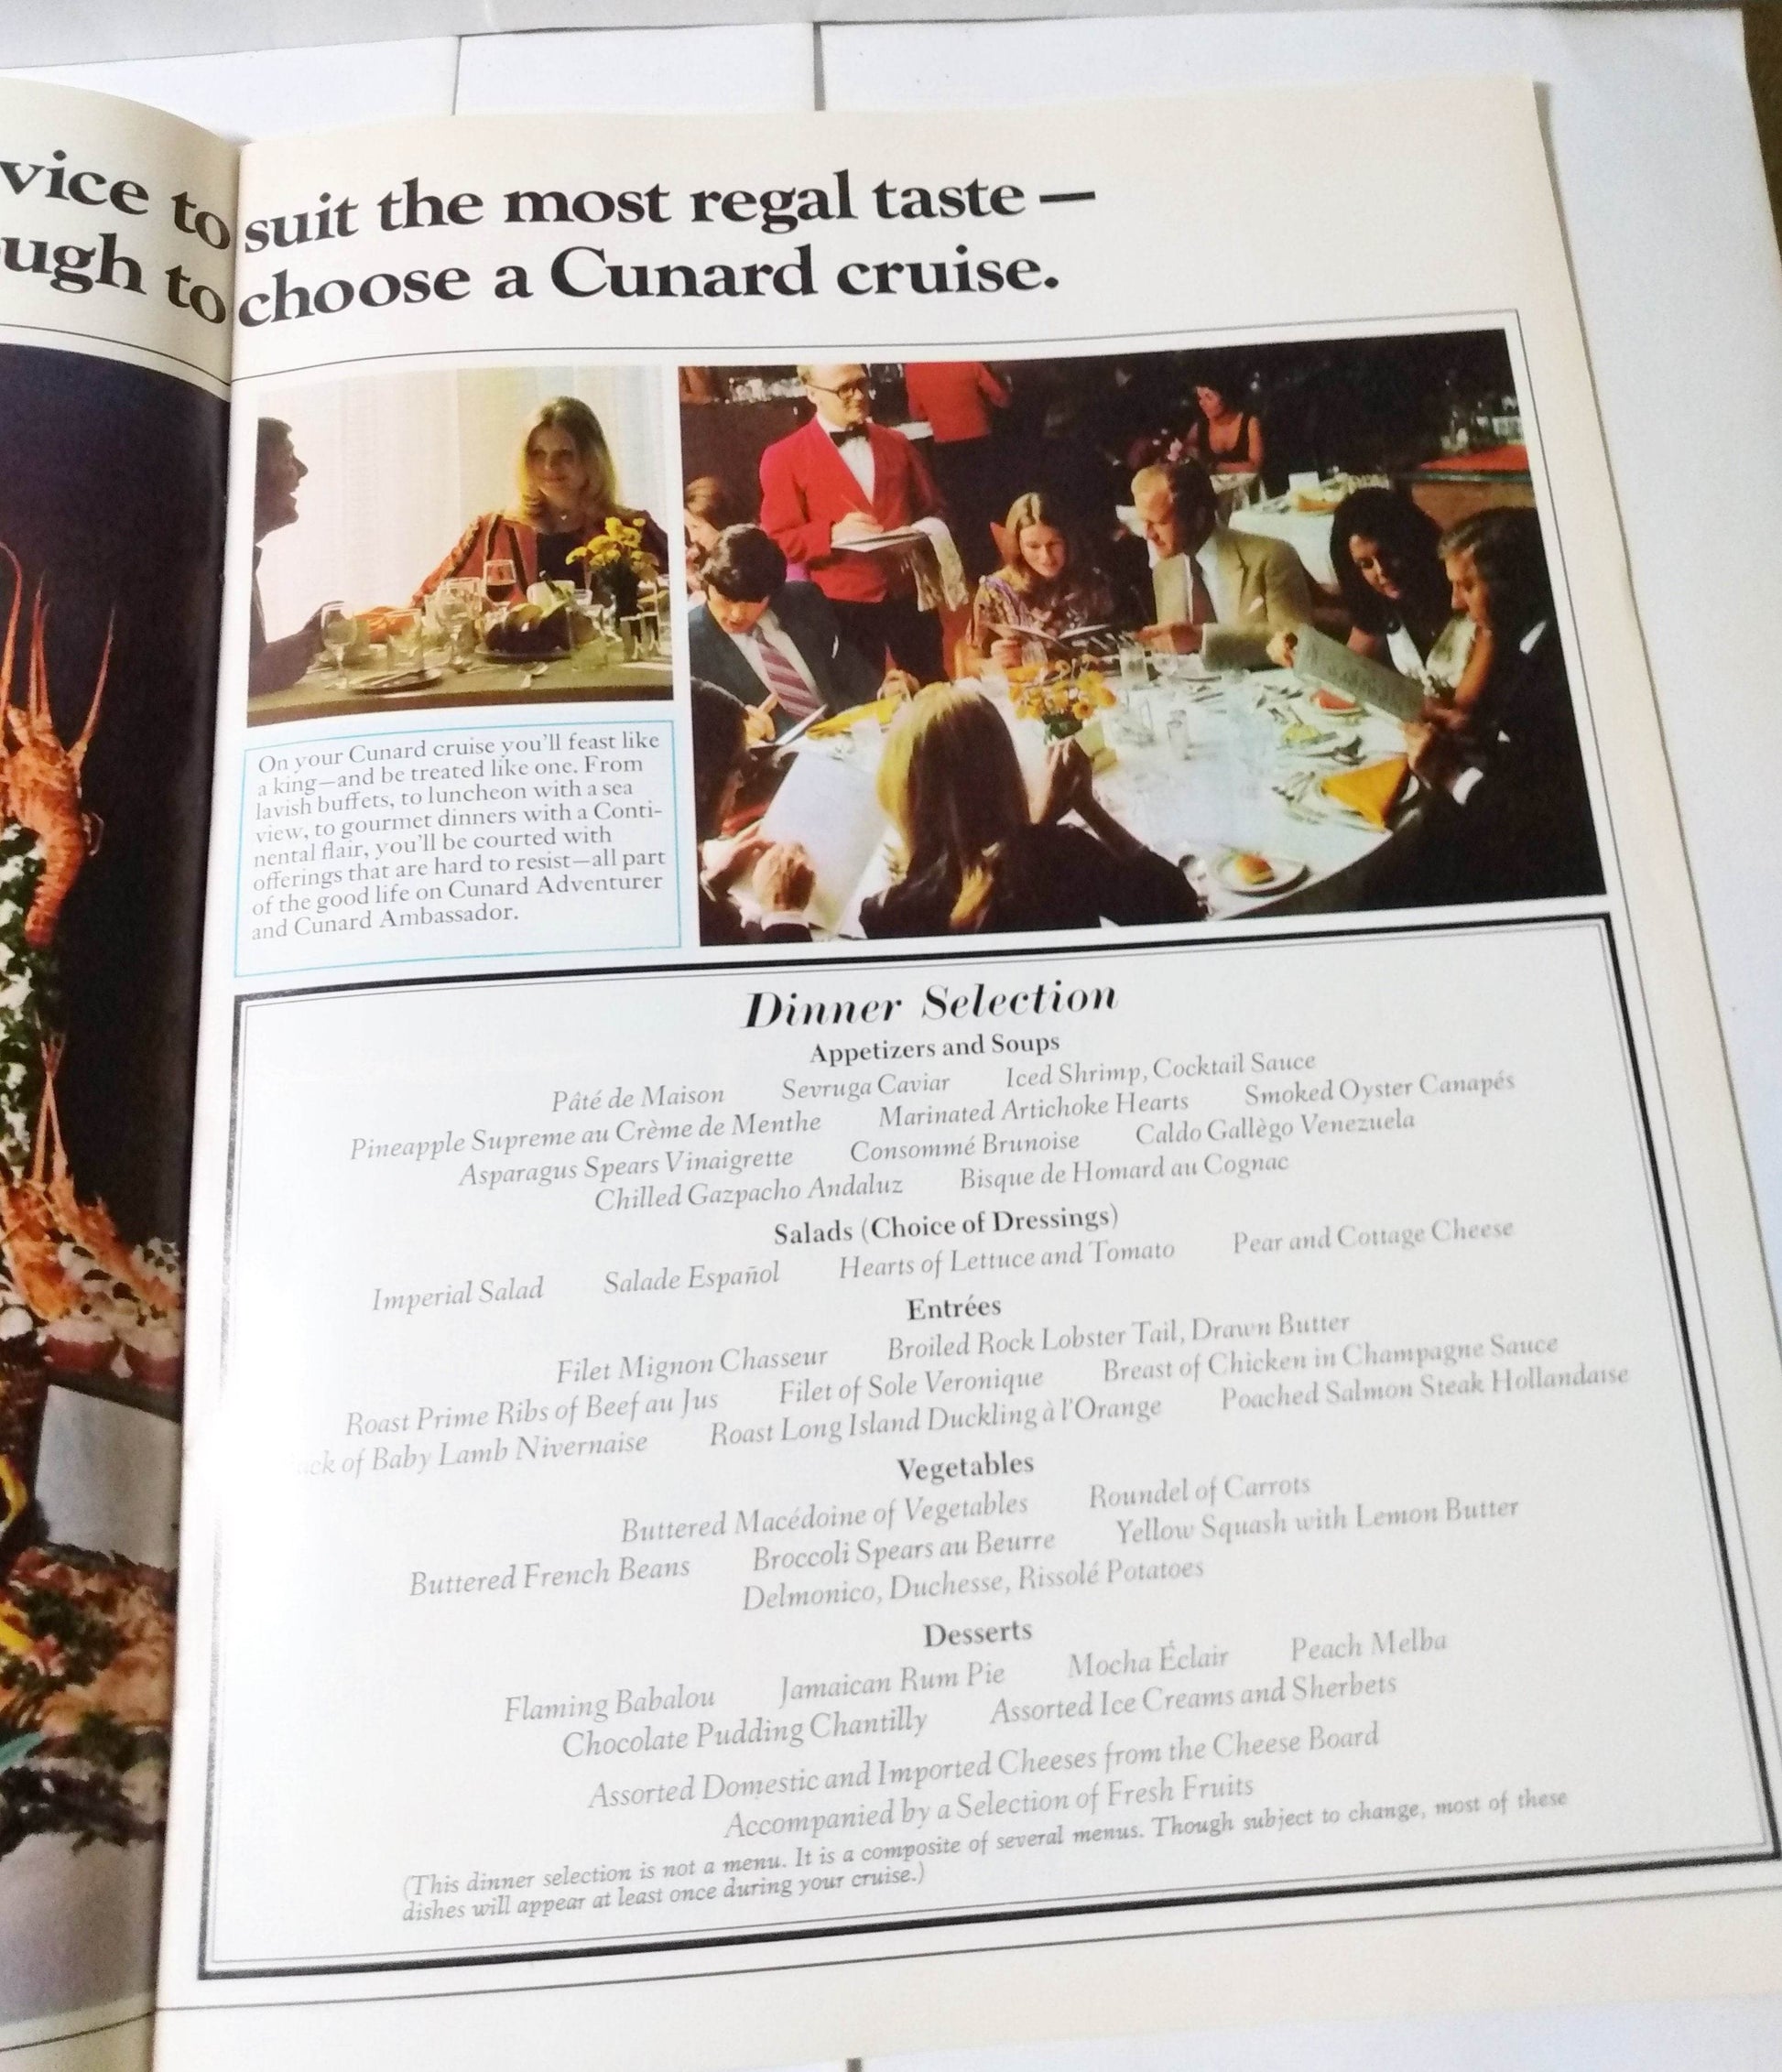 vice to suit the most regal taste —
ugh to choose a Cunard cruise.
On your Cunard cruise you'll feast like
a king—and be treated like one. From
lavish buffets, to luncheon with a sea
view, to gourmet dinners with a Conti-
nental flair, you'll be courted with
offerings that are hard to resist—all part
of the good life on Cunard Adventurer
and Cunard Ambassador.
Dinner Selection
Appetizers and Soups
Pâté de Maison Sevruga Caviar Iced Shrimp, Cocktail Sauce
Pineapple Supreme au Crème de Menthe Marinated Artichoke Hearts Smoked Oyster Canapés
Asparagus Spears Vinaigrette Consommé Brunoise Caldo Gallègo Venezuela
Chilled Gazpacho Andaluz Bisque de Homard au Cognac
Salads (Choice of Dressings)
Imperial Salad Salade Español Hearts of Lettuce and Tomato Pear and Cottage Cheese
Entrées
Filet Mignon Chasseur Broiled Rock Lobster Tail, Drawn Butter
Roast Prime Ribs of Beef au Jus Filet of Sole Veronique Breast of Chicken in Champagne Sauce
ack of Baby Lamb Nivernaise Roast Long Island Duckling à l'Orange Poached Salmon Steak Hollandaise
Vegetables
Buttered Macédoine of Vegetables Roundel of Carrots
Buttered French Beans Broccoli Spears au Beurre Yellow Squash with Lemon Butter
Delmonico, Duchesse, Rissolé Potatoes
Desserts
Flaming Babalou Jamaican Rum Pie Mocha Éclair Peach Melba
Chocolate Pudding Chantilly Assorted Ice Creams and Sherbets
Assorted Domestic and Imported Cheeses from the Cheese Board
Accompanied by a Selection of Fresh Fruits
(This dinner selection is not a menu. It is a composite of several menus. Though subject to change, most of these
dishes will appear at least once during your cruise.)